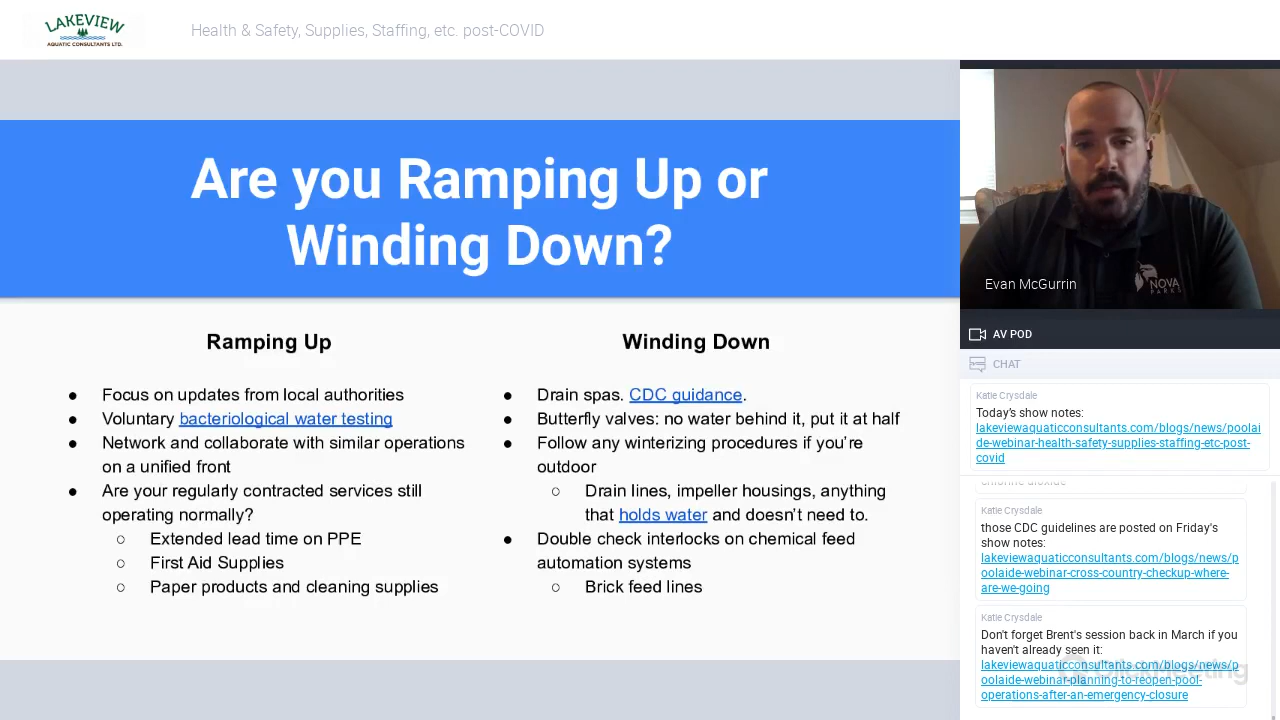 LAKEVIEW
AQUATIC CONSULTANTS LTD.
Health & Safety, Supplies, Staffing, etc. post-COVID
Are you Ramping Up or
Winding Down?
Ramping Up
● Focus on updates from local authorities
● Voluntary bacteriological water testing
● Network and collaborate with similar operations
on a unified front
● Are your regularly contracted services still
operating normally?
○ Extended lead time on PPE
○ First Aid Supplies
○ Paper products and cleaning supplies
Winding Down
● Drain spas. CDC guidance.
● Butterfly valves: no water behind it, put it at half
● Follow any winterizing procedures if you're
outdoor
○ Drain lines, impeller housings, anything
that holds water and doesn't need to.
● Double check interlocks on chemical feed
automation systems
○ Brick feed lines
NOVA
PARKS
Evan McGurrin
AV POD
CHAT
Katie Crysdale
Today's show notes:
lakeviewaquaticconsultants.com/blogs/news/poolai
de-webinar-health-safety-supplies-staffing-etc-post-
covid
chlorine dioxide
Katie Crysdale
those CDC guidelines are posted on Friday's
show notes:
lakeviewaquaticconsultants.com/blogs/news/p
oolaide-webinar-cross-country-checkup-where-
are-we-going
Katie Crysdale
Don't forget Brent's session back in March if you
haven't already seen it:
lakeviewaquaticconsultants.com/blogs/news/p
oolaide-webinar-planning-to-reopen-pool-
operations-after-an-emergency-closure
ClickMeeting